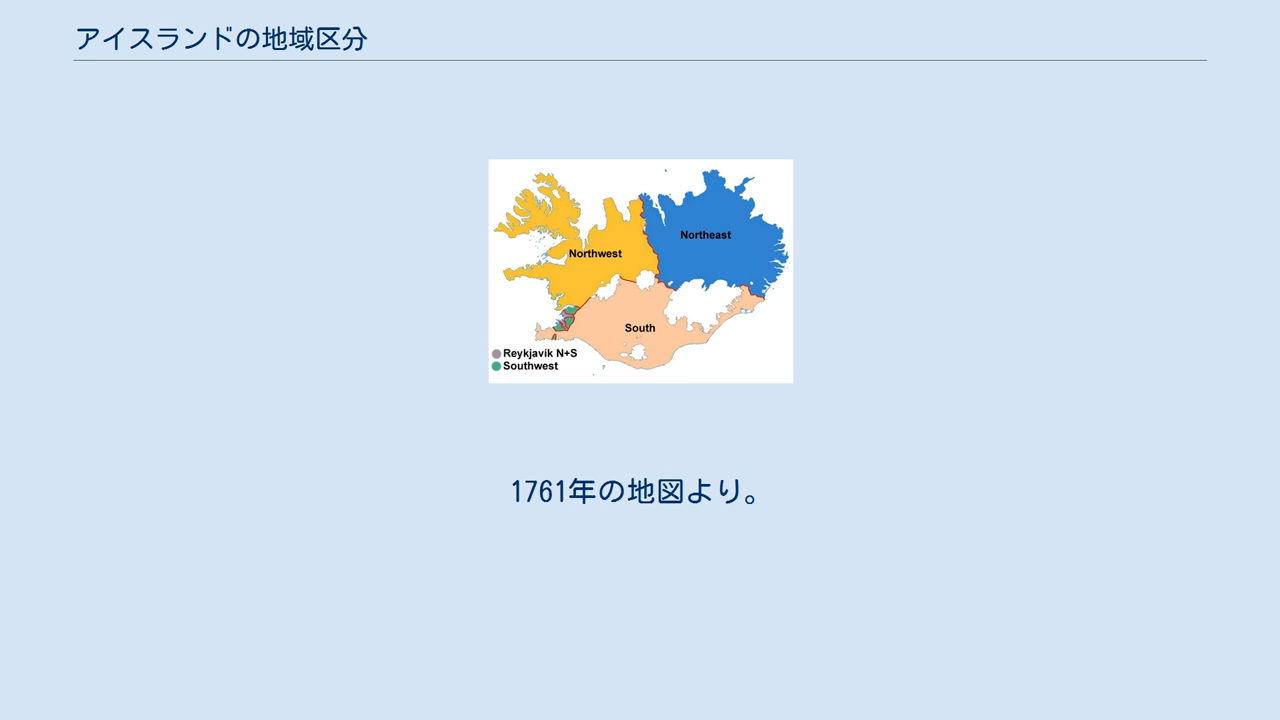 アイスランドの地域区分
Northeast
Northwest
South
Reykjavík N+S
Southwest
1761年の地図より。